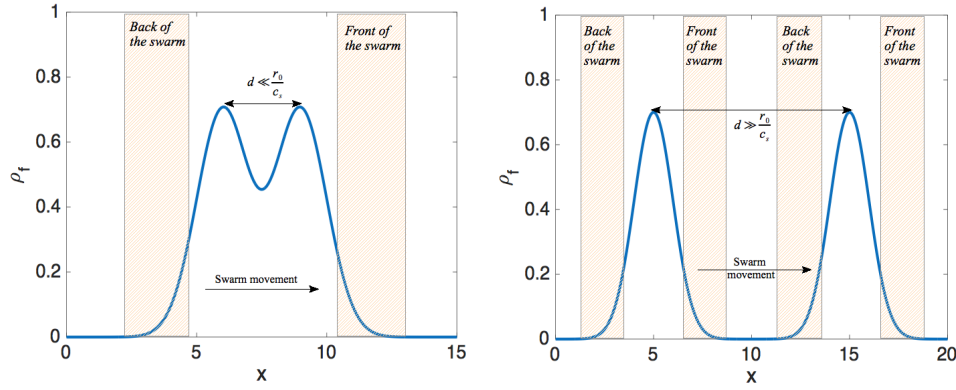 Back of
the swarm
Front of
the swarm
d ≪ r₀/cₛ
Swarm movement
1
0.8
0.6
0.4
0.2
0
ρf
0
5
10
15
x
Back
of the
swarm
Front
of the
swarm
Back
of the
swarm
Front
of the
swarm
d ≫ r₀/cₛ
Swarm
movement
1
0.8
0.6
0.4
0.2
0
ρf
0
5
10
15
20
x